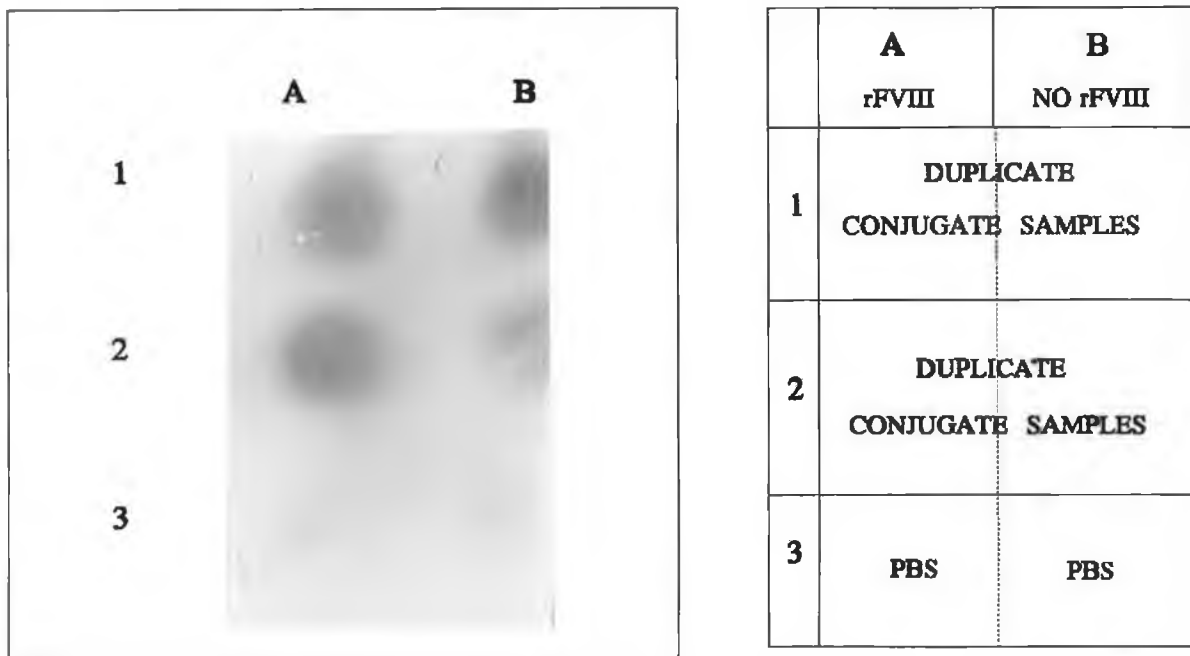 A B
1
2
3
A B
rFVIII NO rFVIII
1
DUPLICATE
CONJUGATE SAMPLES
2
DUPLICATE
CONJUGATE SAMPLES
3
PBS PBS